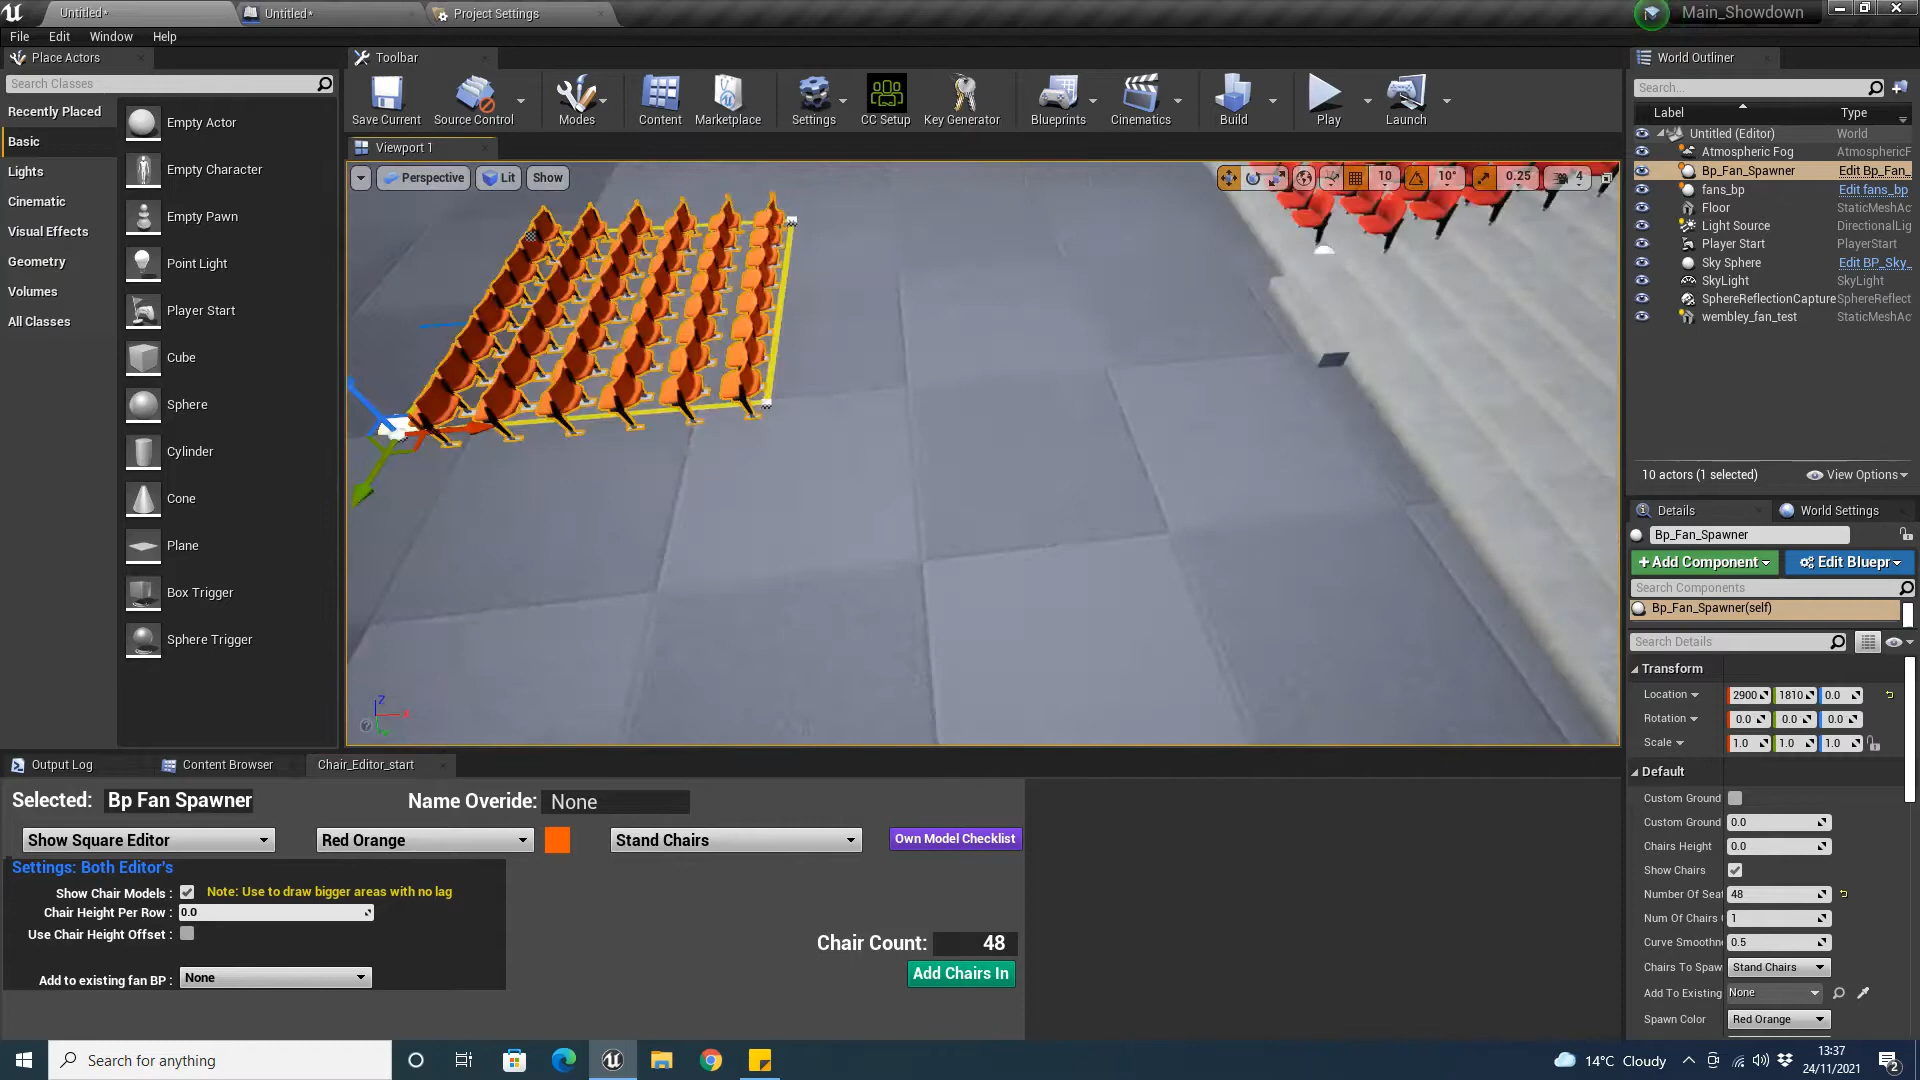 Untitled*
Untitled*
Project Settings
Main_Showdown
File Edit Window Help
Place Actors
Search Classes
Recently Placed
Basic
Lights
Cinematic
Visual Effects
Geometry
Volumes
All Classes
Empty Actor
Empty Character
Empty Pawn
Point Light
Player Start
Cube
Sphere
Cylinder
Cone
Plane
Box Trigger
Sphere Trigger
Toolbar
Save Current
Source Control
Modes
Content
Marketplace
Settings
CC Setup
Key Generator
Blueprints
Cinematics
Build
Play
Launch
Viewport 1
Perspective Lit Show
10 10° 0.25 4
Z
X
World Outliner
Search...
Label Type
Untitled (Editor) World
Atmospheric Fog AtmosphericF
Bp_Fan_Spawner Edit Bp_Fan_
fans_bp Edit fans_bp
Floor StaticMeshAc
Light Source DirectionalLig
Player Start PlayerStart
Sky Sphere Edit BP_Sky_
SkyLight SkyLight
SphereReflectionCapture SphereReflect
wembley_fan_test StaticMeshAc
10 actors (1 selected)
View Options
Details
World Settings
Bp_Fan_Spawner
+Add Component
Edit Bluepr
Search Components
Bp_Fan_Spawner(self)
Search Details
Transform
Location 2900 1810 0.0
Rotation 0.0 0.0 0.0
Scale 1.0 1.0 1.0
Default
Custom Ground
Custom Ground 0.0
Chairs Height 0.0
Show Chairs
Number Of Sea 48
Num Of Chairs 1
Curve Smoothn 0.5
Chairs To Spaw Stand Chairs
Add To Existing None
Spawn Color Red Orange
Output Log
Content Browser
Chair_Editor_start
Selected: Bp Fan Spawner
Name Overide: None
Show Square Editor
Red Orange
Stand Chairs
Own Model Checklist
Settings: Both Editor's
Show Chair Models : Note: Use to draw bigger areas with no lag
Chair Height Per Row : 0.0
Use Chair Height Offset :
Add to existing fan BP : None
Chair Count: 48
Add Chairs In
Search for anything
14°C Cloudy
13:37
24/11/2021
2